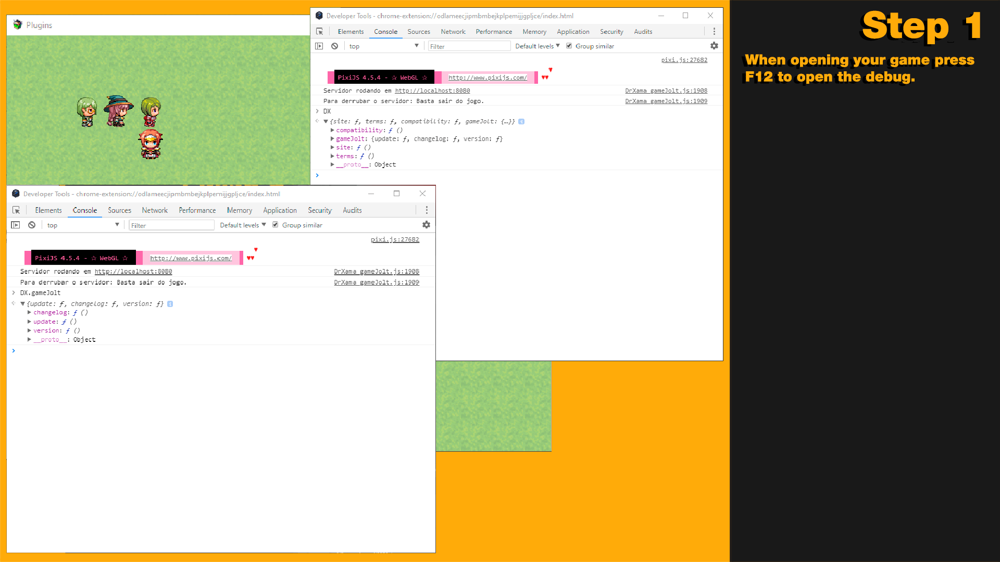 Plugins
Developer Tools - chrome-extension://odlameecjipmbmbejkplpemijjgpljce/index.html
Elements Console Sources Network Performance Memory Application Security Audits
top Filter Default levels Group similar
pixi.js:27682
PixiJS 4.5.4 - ☆ WebGL ☆ http://www.pixijs.com/ ♥♥♥
Servidor rodando em http://localhost:8080 DrXama_gameJolt.js:1908
Para derrubar o servidor: Basta sair do jogo. DrXama_gameJolt.js:1909
DX
{site: ƒ, terms: ƒ, compatibility: ƒ, gameJolt: {…}}
compatibility: ƒ ()
gameJolt: {update: ƒ, changelog: ƒ, version: ƒ}
site: ƒ ()
terms: ƒ ()
__proto__: Object
Developer Tools - chrome-extension://odlameecjipmbmbejkplpemijjgpljce/index.html
Elements Console Sources Network Performance Memory Application Security Audits
top Filter Default levels Group similar
pixi.js:27682
PixiJS 4.5.4 - ☆ WebGL ☆ http://www.pixijs.com/ ♥♥♥
Servidor rodando em http://localhost:8080 DrXama_gameJolt.js:1908
Para derrubar o servidor: Basta sair do jogo. DrXama_gameJolt.js:1909
DX.gameJolt
{update: ƒ, changelog: ƒ, version: ƒ}
changelog: ƒ ()
update: ƒ ()
version: ƒ ()
__proto__: Object
Step 1
When opening your game press
F12 to open the debug.